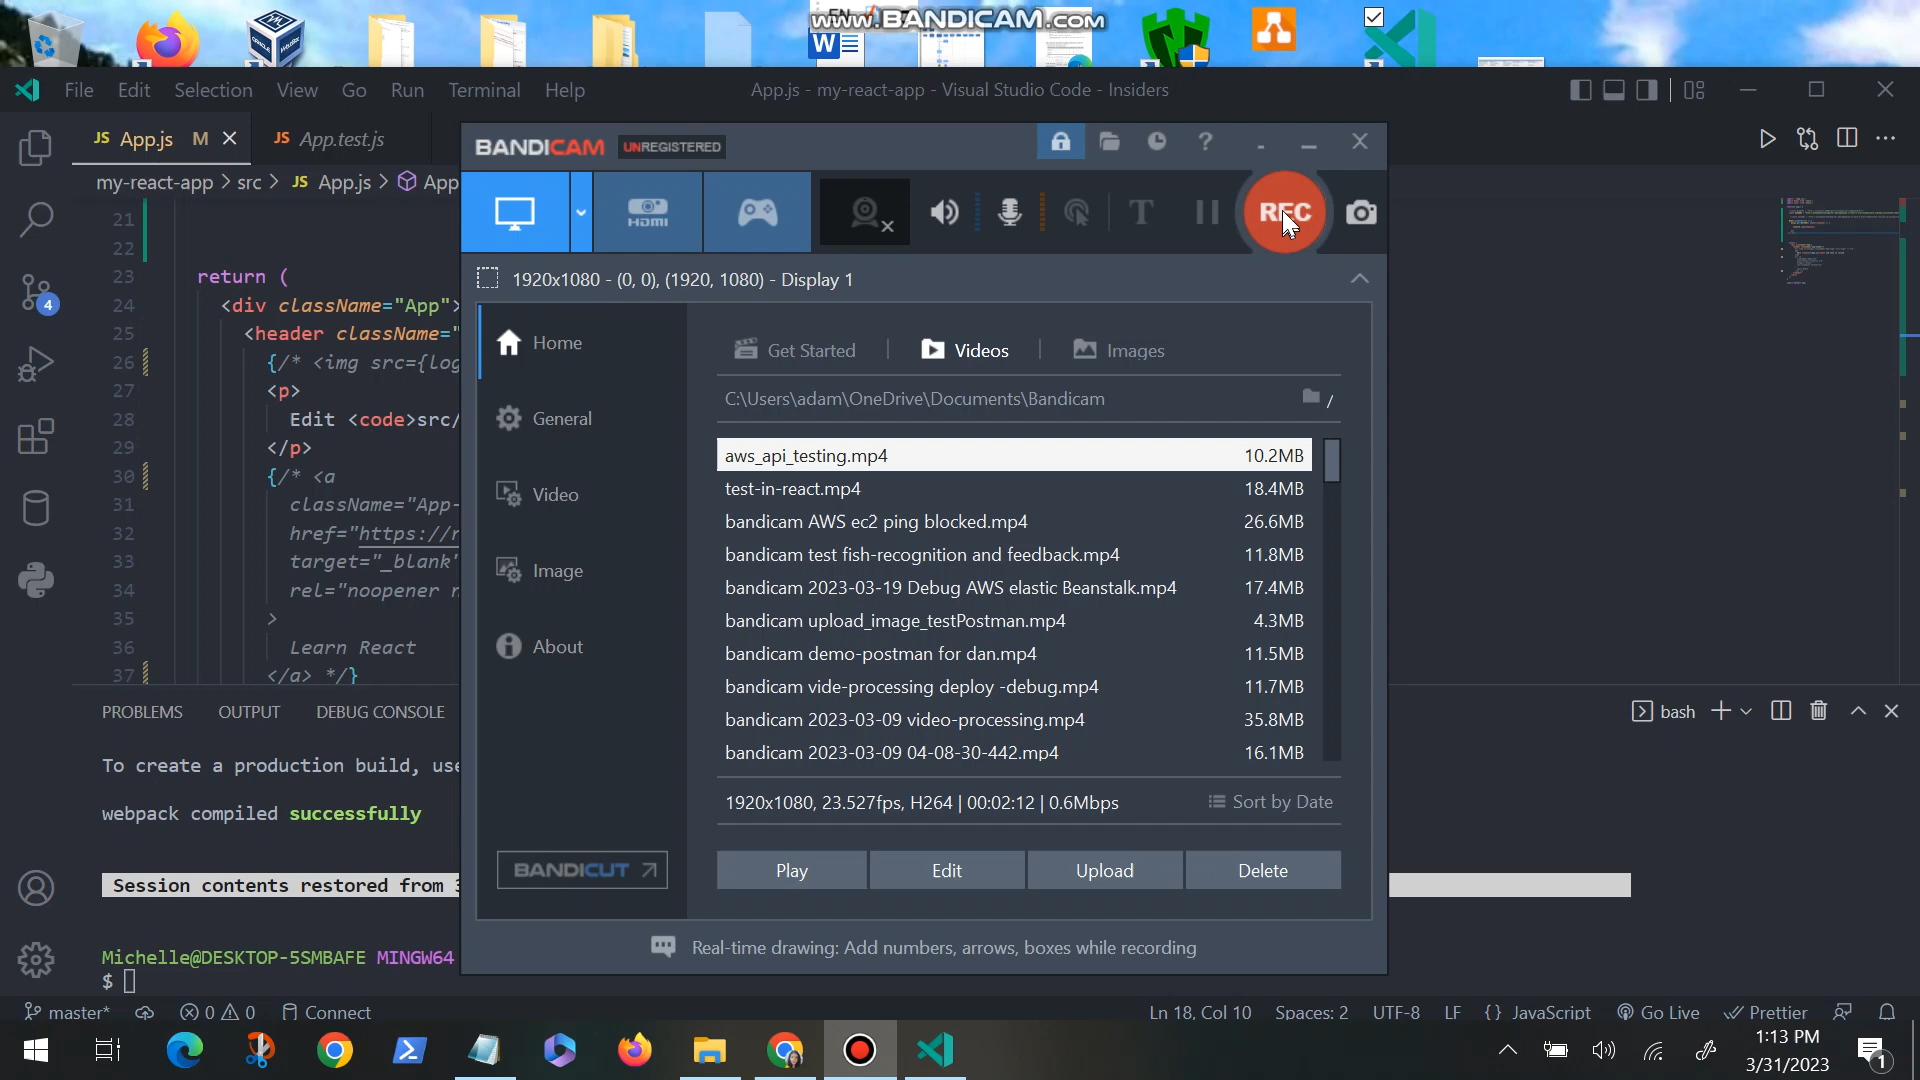 www.BANDICAM.com
EN
File Edit Selection View Go Run Terminal Help
App.js - my-react-app - Visual Studio Code - Insiders
JS App.js M
JS App.test.js
my-react-app > src > JS App.js > App
21
22
23 return (
24 <div className="App">
25 <header className="
26 {/* <img src={log
27 <p>
28 Edit <code>src/
29 </p>
30 {/* <a
31 className="App-
32 href="https://r
33 target="_blank"
34 rel="noopener r
35 >
36 Learn React
37 </a> */}
4
BANDICAM UNREGISTERED
HDMI
T
REC
1920x1080 - (0, 0), (1920, 1080) - Display 1
Home
General
Video
Image
About
BANDICUT
Get Started | Videos | Images
C:\Users\adam\OneDrive\Documents\Bandicam /
aws_api_testing.mp4 10.2MB
test-in-react.mp4 18.4MB
bandicam AWS ec2 ping blocked.mp4 26.6MB
bandicam test fish-recognition and feedback.mp4 11.8MB
bandicam 2023-03-19 Debug AWS elastic Beanstalk.mp4 17.4MB
bandicam upload_image_testPostman.mp4 4.3MB
bandicam demo-postman for dan.mp4 11.5MB
bandicam vide-processing deploy -debug.mp4 11.7MB
bandicam 2023-03-09 video-processing.mp4 35.8MB
bandicam 2023-03-09 04-08-30-442.mp4 16.1MB
1920x1080, 23.527fps, H264 | 00:02:12 | 0.6Mbps
Sort by Date
Play Edit Upload Delete
Real-time drawing: Add numbers, arrows, boxes while recording
PROBLEMS OUTPUT DEBUG CONSOLE
bash
To create a production build, use
webpack compiled successfully
Session contents restored from 3
Michelle@DESKTOP-5SMBAFE MINGW64
$
master* 0 0 Connect
Ln 18, Col 10 Spaces: 2 UTF-8 LF {} JavaScript Go Live Prettier
1:13 PM
3/31/2023
1